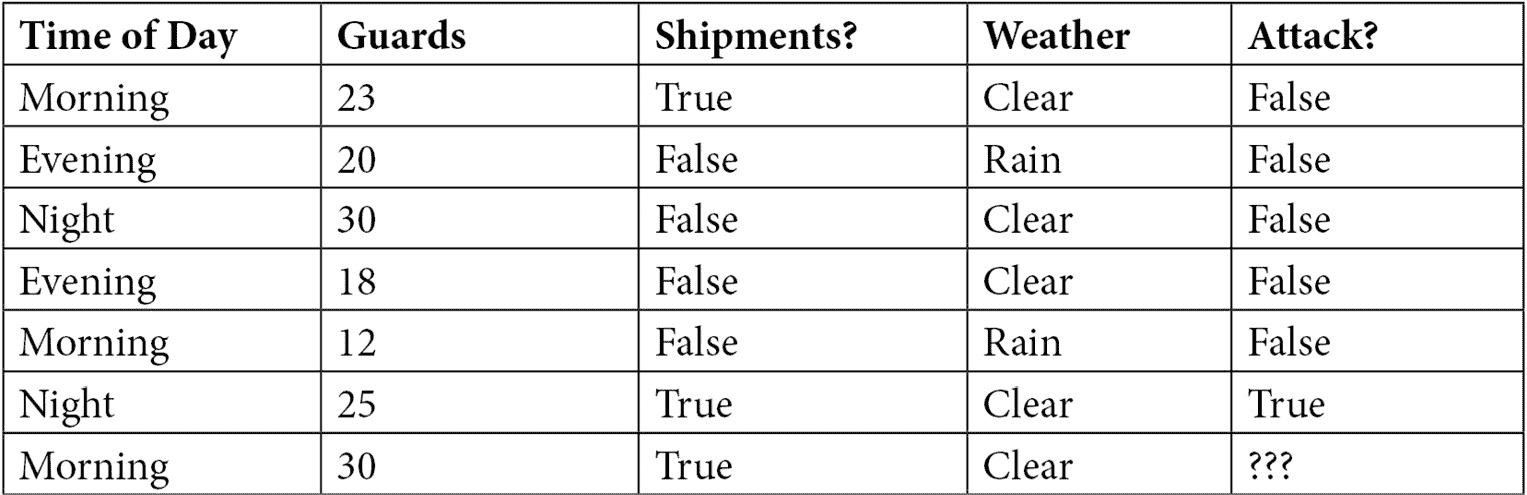 Time of Day Guards Shipments? Weather Attack?
Morning 23 True Clear False
Evening 20 False Rain False
Night 30 False Clear False
Evening 18 False Clear False
Morning 12 False Rain False
Night 25 True Clear True
Morning 30 True Clear ???